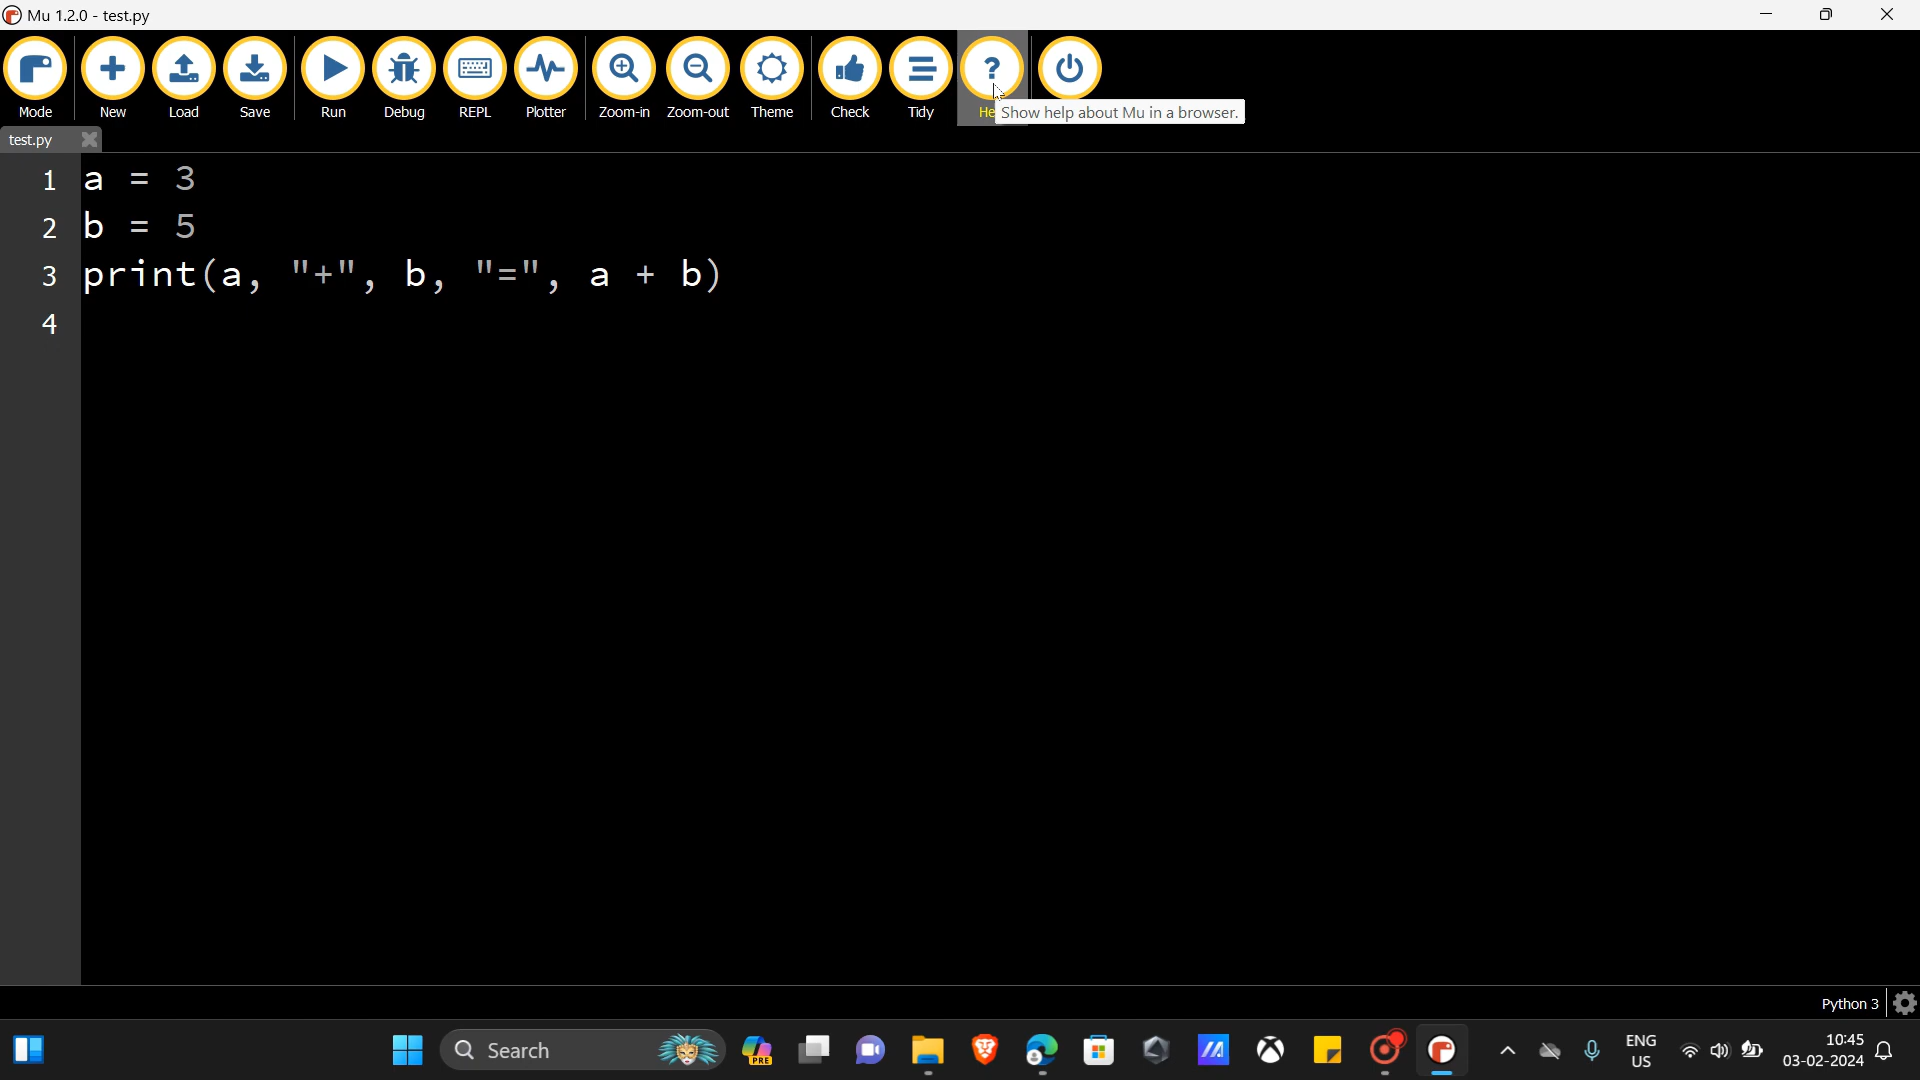 Mu 1.2.0 - test.py
Mode New Load Save Run Debug REPL Plotter Zoom-in Zoom-out Theme Check Tidy He
Show help about Mu in a browser.
test.py
1 a = 3
2 b = 5
3 print(a, "+", b, "=", a + b)
4
Python 3
Search
PRE
ENG
US
10:45
03-02-2024